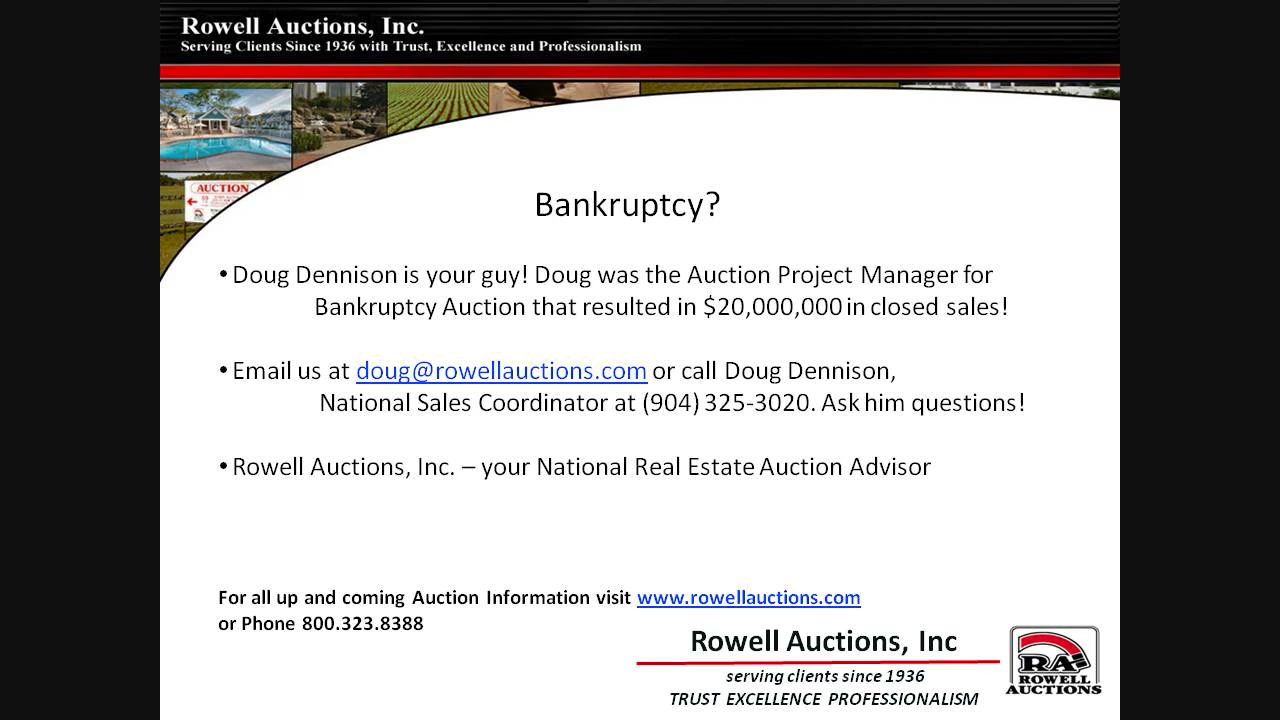 Rowell Auctions, Inc.
Serving Clients Since 1936 with Trust, Excellence and Professionalism
AUCTION
Bankruptcy?
• Doug Dennison is your guy! Doug was the Auction Project Manager for
Bankruptcy Auction that resulted in $20,000,000 in closed sales!
• Email us at doug@rowellauctions.com or call Doug Dennison,
National Sales Coordinator at (904) 325-3020. Ask him questions!
• Rowell Auctions, Inc. – your National Real Estate Auction Advisor
For all up and coming Auction Information visit www.rowellauctions.com
or Phone 800.323.8388
Rowell Auctions, Inc
serving clients since 1936
TRUST EXCELLENCE PROFESSIONALISM
RA
ROWELL
AUCTIONS